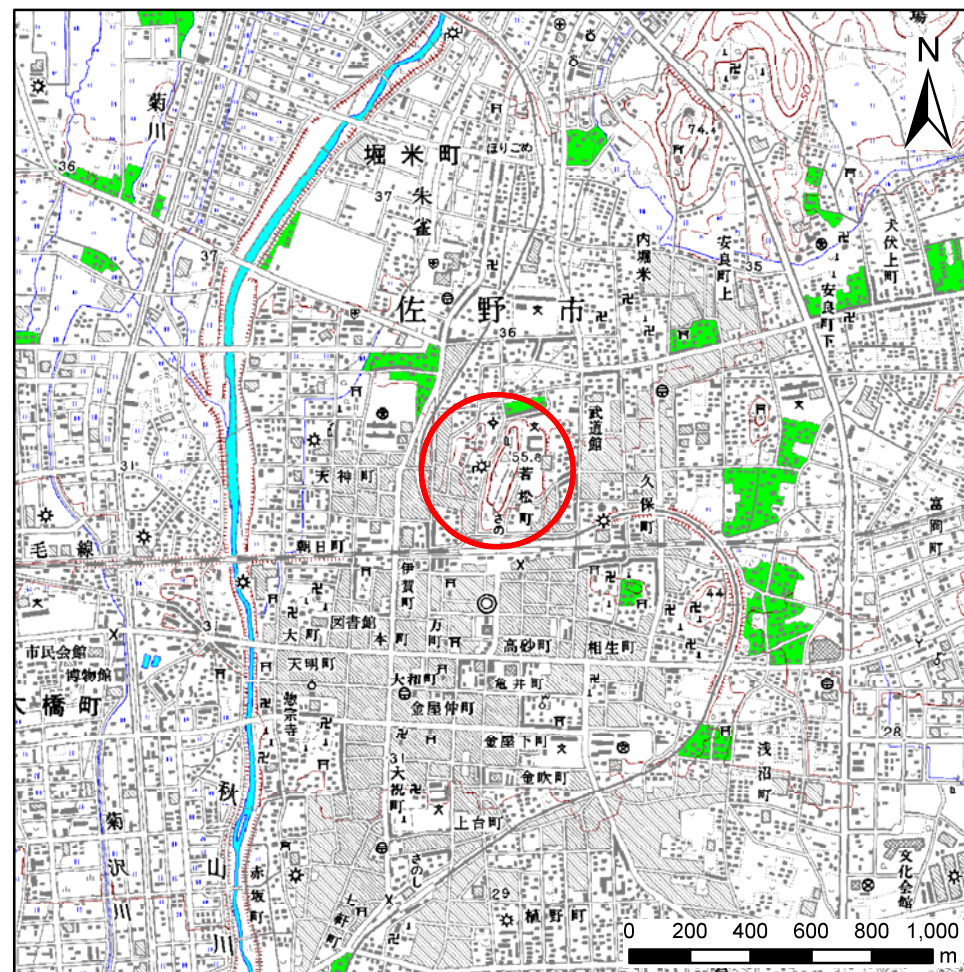 場
N
菊川
36
堀米町
ほりごめ
74.4
37
朱雀
37
内堀米
安良町上
35
犬伏上町
安良町下
佐野市
36
武道館
31
天神町
55.8
若松町
さの
久保町
富岡町
毛線
朝日町
伊賀町
44
31
大町
図書館
本町
万町
高砂町
相生町
市民会館
博物館
天明町
大橋町
惣宗寺
大和町
亀井町
金屋仲町
金屋下町
28
浅沼町
31
大祝町
金吹町
上台町
秋山川
菊沢川
赤坂町
さのし
七軒町
29
植野町
文化会館
0 200 400 600 800 1,000
m